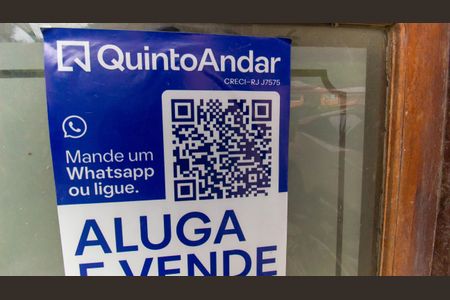 QuintoAndar
CRECI-RJ J7575
Mande um
Whatsapp
ou ligue.
ALUGA
E VENDE